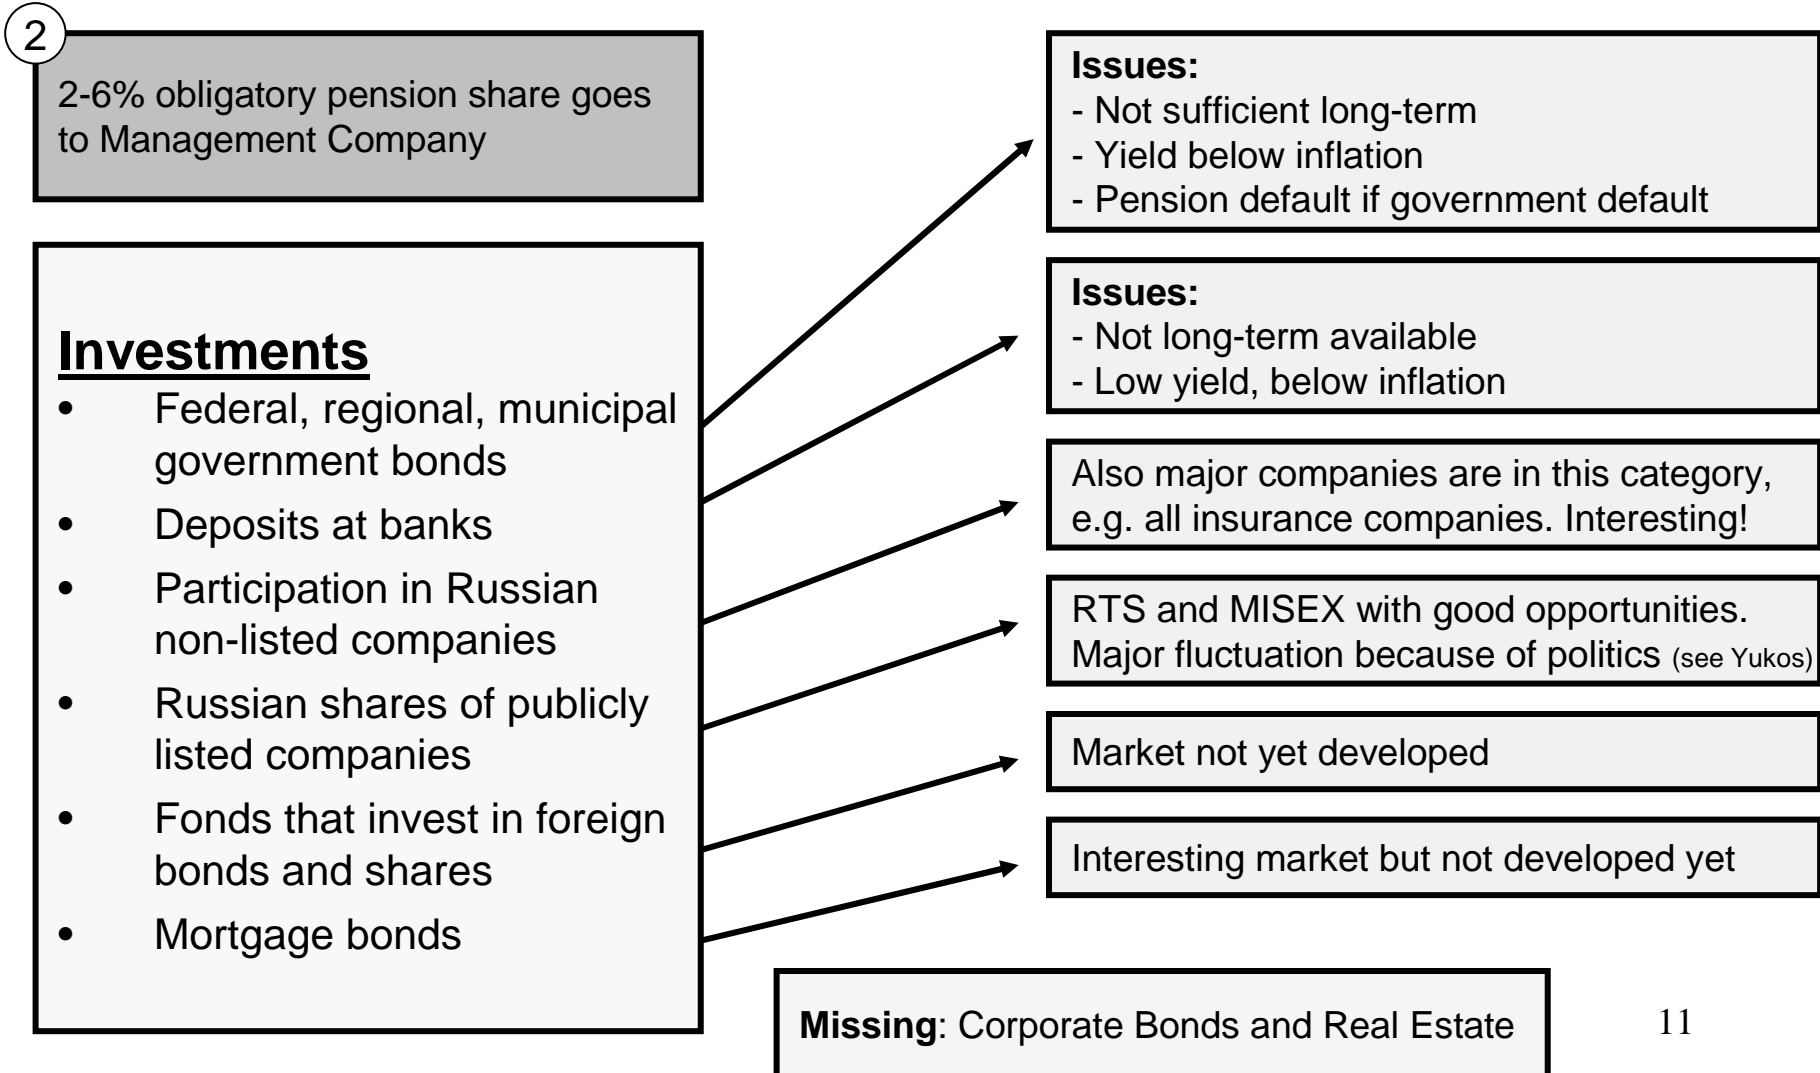 2
2-6% obligatory pension share goes
to Management Company
Investments
• Federal, regional, municipal
government bonds
• Deposits at banks
• Participation in Russian
non-listed companies
• Russian shares of publicly
listed companies
• Fonds that invest in foreign
bonds and shares
• Mortgage bonds
Issues:
- Not sufficient long-term
- Yield below inflation
- Pension default if government default
Issues:
- Not long-term available
- Low yield, below inflation
Also major companies are in this category,
e.g. all insurance companies. Interesting!
RTS and MISEX with good opportunities.
Major fluctuation because of politics (see Yukos)
Market not yet developed
Interesting market but not developed yet
Missing: Corporate Bonds and Real Estate
11